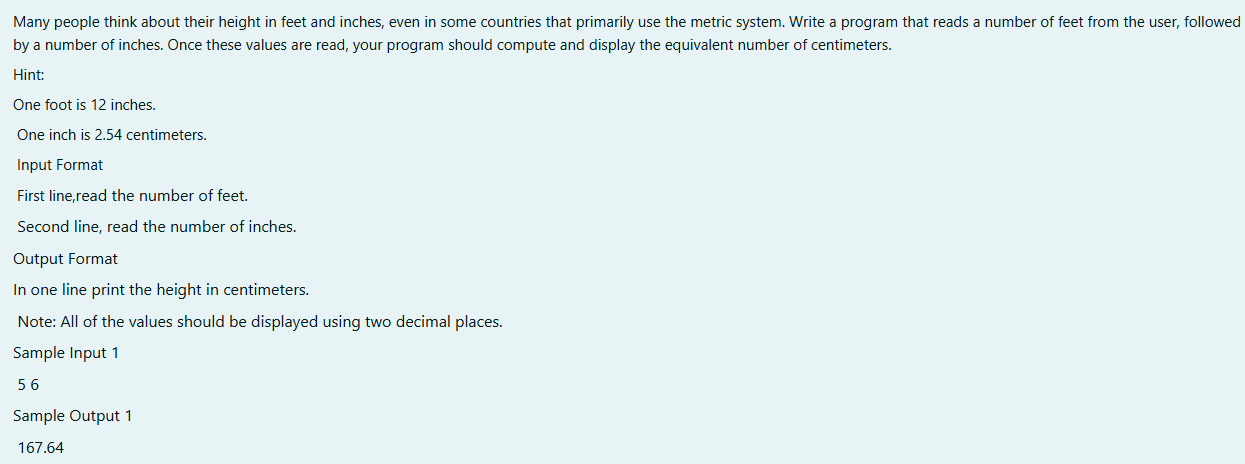 Many people think about their height in feet and inches, even in some countries that primarily use the metric system. Write a program that reads a number of feet from the user, followed
by a number of inches. Once these values are read, your program should compute and display the equivalent number of centimeters.
Hint:
One foot is 12 inches.
One inch is 2.54 centimeters.
Input Format
First line,read the number of feet.
Second line, read the number of inches.
Output Format
In one line print the height in centimeters.
Note: All of the values should be displayed using two decimal places.
Sample Input 1
5 6
Sample Output 1
167.64